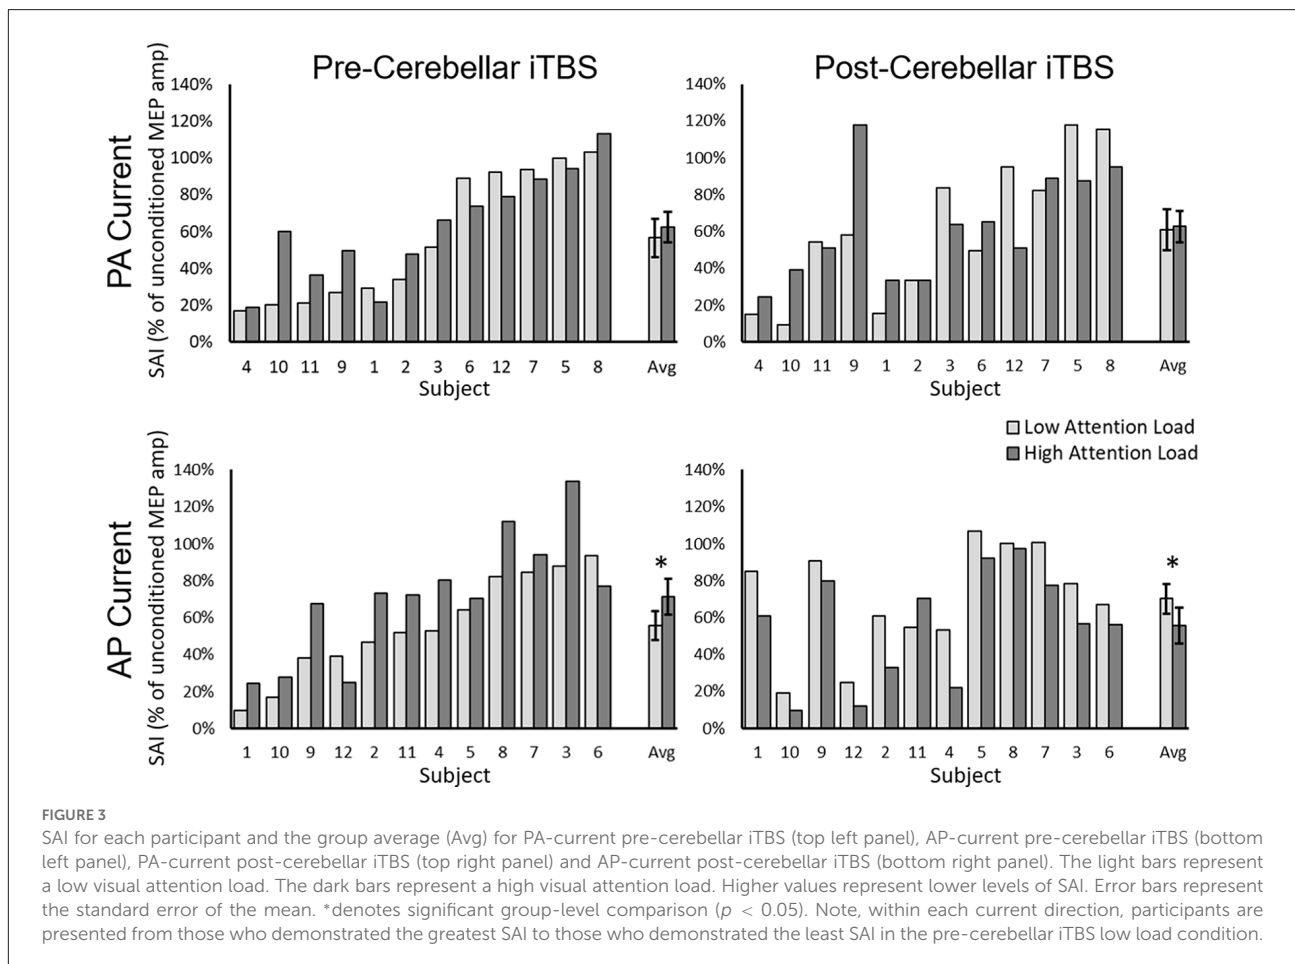 Pre-Cerebellar iTBS
Post-Cerebellar iTBS
PA Current
SAI (% of unconditioned MEP amp)
140%
120%
100%
80%
60%
40%
20%
0%
4 10 11 9 1 2 3 6 12 7 5 8 Avg
Subject
140%
120%
100%
80%
60%
40%
20%
0%
4 10 11 9 1 2 3 6 12 7 5 8 Avg
Subject
Low Attention Load
High Attention Load
AP Current
SAI (% of unconditioned MEP amp)
140%
120%
100%
80%
60%
40%
20%
0%
*
1 10 9 12 2 11 4 5 8 7 3 6 Avg
Subject
140%
120%
100%
80%
60%
40%
20%
0%
*
1 10 9 12 2 11 4 5 8 7 3 6 Avg
Subject
FIGURE 3
SAI for each participant and the group average (Avg) for PA-current pre-cerebellar iTBS (top left panel), AP-current pre-cerebellar iTBS (bottom
left panel), PA-current post-cerebellar iTBS (top right panel) and AP-current post-cerebellar iTBS (bottom right panel). The light bars represent
a low visual attention load. The dark bars represent a high visual attention load. Higher values represent lower levels of SAI. Error bars represent
the standard error of the mean. *denotes significant group-level comparison (p < 0.05). Note, within each current direction, participants are
presented from those who demonstrated the greatest SAI to those who demonstrated the least SAI in the pre-cerebellar iTBS low load condition.